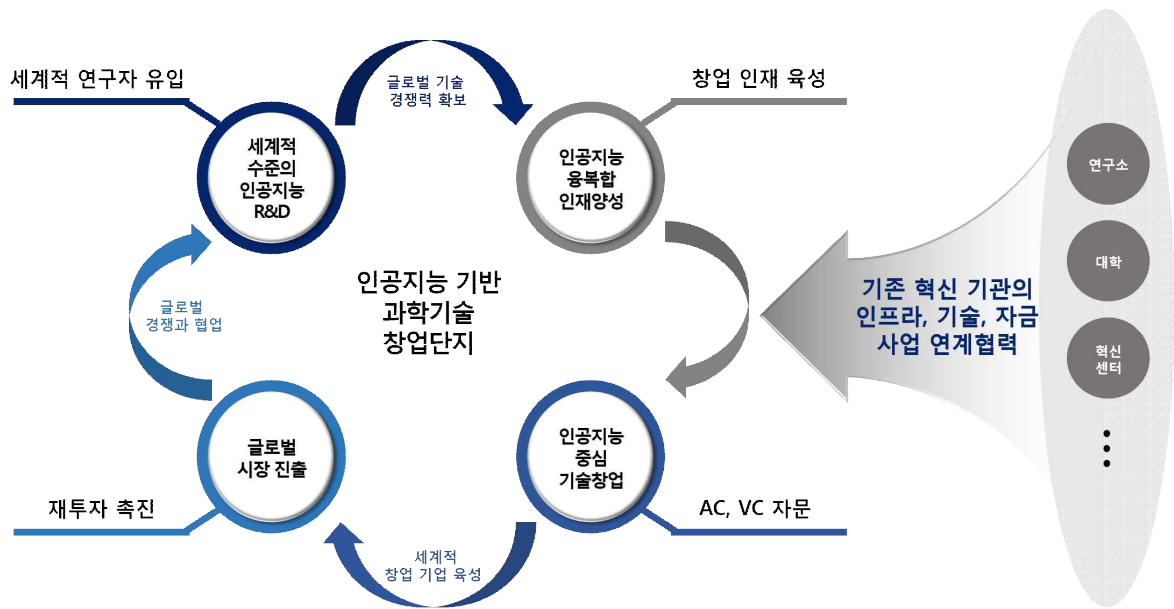 세계적 연구자 유입
글로벌 기술
경쟁력 확보
창업 인재 육성
세계적
수준의
인공지능
R&D
인공지능
융복합
인재양성
글로벌
경쟁과 협업
인공지능 기반
과학기술
창업단지
기존 혁신 기관의
인프라, 기술, 자금
사업 연계협력
연구소
대학
혁신
센터
글로벌
시장 진출
인공지능
중심
기술창업
재투자 촉진
세계적
창업 기업 육성
AC, VC 자문